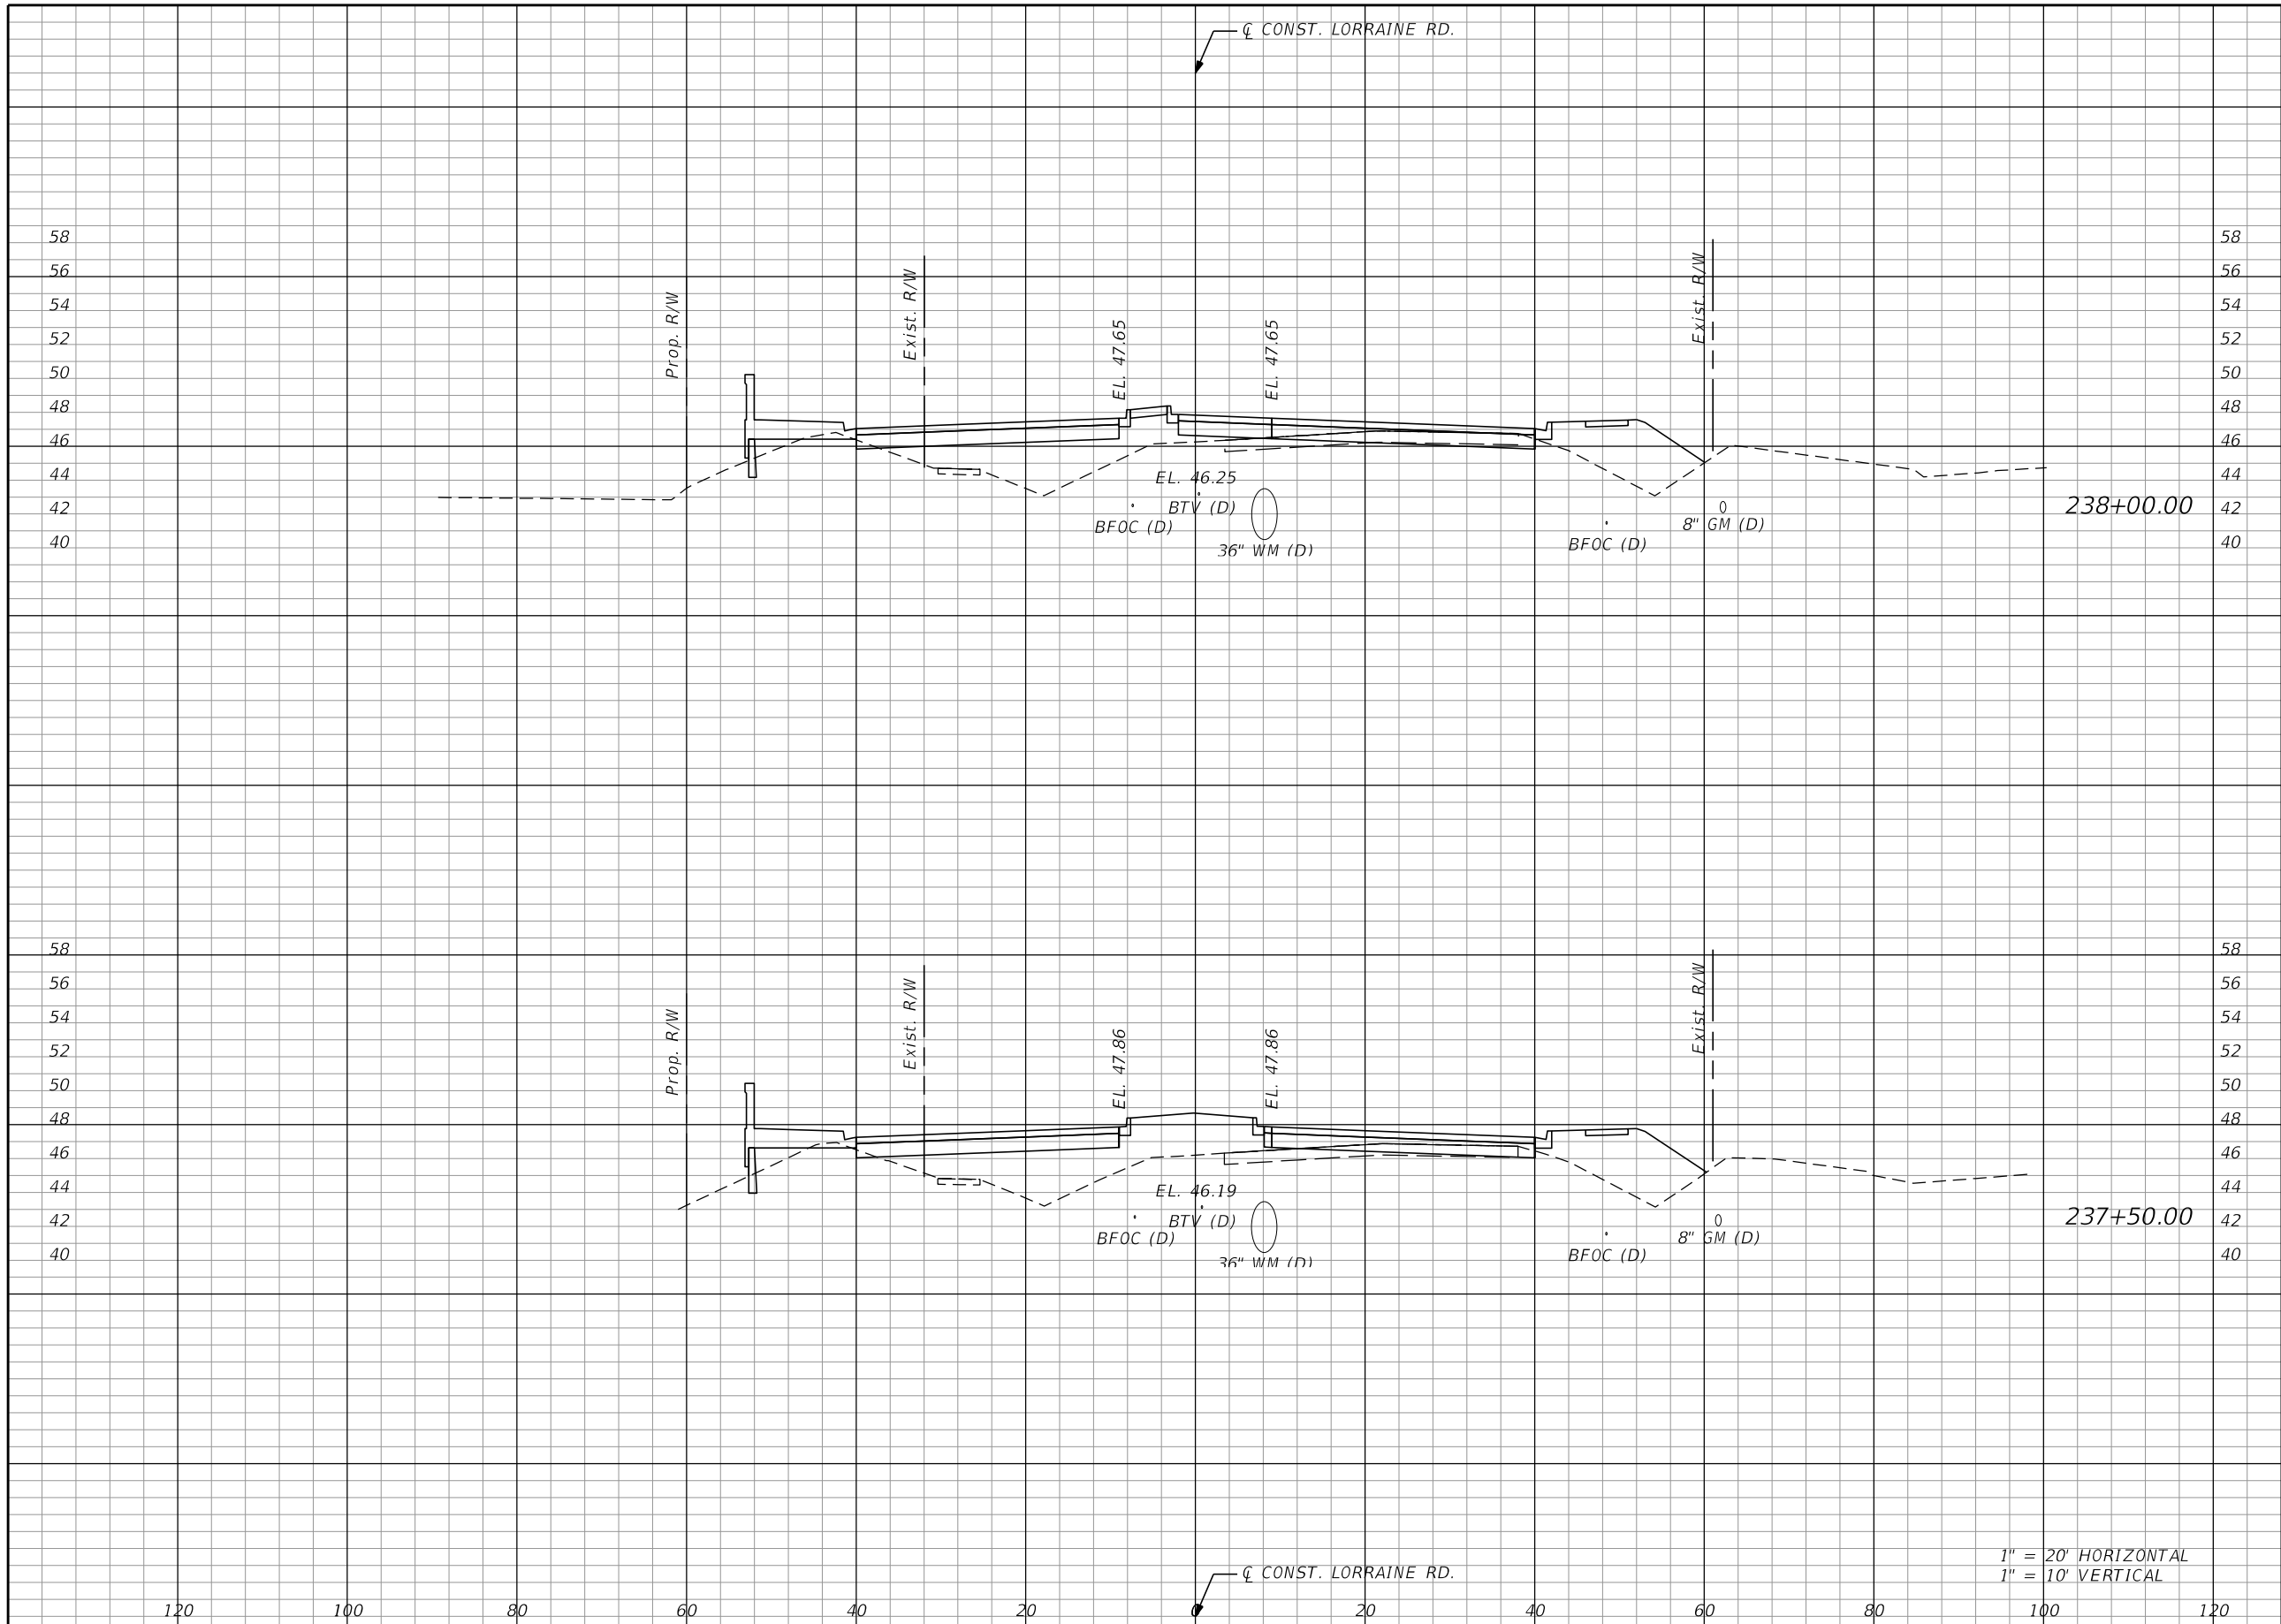 ℄ CONST. LORRAINE RD.
58 58
56 56
54 54
52 52
50 50
48 48
46 46
44 44
42 42
40 40
Prop. R/W
Exist. R/W
EL. 47.65
EL. 47.65
Exist. R/W
EL. 46.25
BTV (D)
BFOC (D)
36" WM (D)
BFOC (D)
8" GM (D)
238+00.00
58 58
56 56
54 54
52 52
50 50
48 48
46 46
44 44
42 42
40 40
Prop. R/W
Exist. R/W
EL. 47.86
EL. 47.86
Exist. R/W
EL. 46.19
BTV (D)
BFOC (D)
36" WM (D)
BFOC (D)
8" GM (D)
237+50.00
℄ CONST. LORRAINE RD.
1" = 20' HORIZONTAL
1" = 10' VERTICAL
120 100 80 60 40 20 0 20 40 60 80 100 120